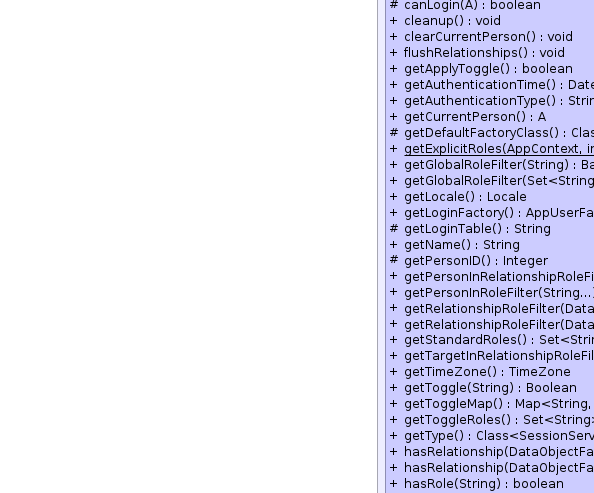 # canLogin(A) : boolean
+ cleanup() : void
+ clearCurrentPerson() : void
+ flushRelationships() : void
+ getApplyToggle() : boolean
+ getAuthenticationTime() : Date
+ getAuthenticationType() : Strin
+ getCurrentPerson() : A
# getDefaultFactoryClass() : Clas
+ getExplicitRoles(AppContext, in
+ getGlobalRoleFilter(String) : Ba
+ getGlobalRoleFilter(Set<String
+ getLocale() : Locale
+ getLoginFactory() : AppUserFa
# getLoginTable() : String
+ getName() : String
# getPersonID() : Integer
+ getPersonInRelationshipRoleFi
+ getPersonInRoleFilter(String...)
+ getRelationshipRoleFilter(Data
+ getRelationshipRoleFilter(Data
+ getStandardRoles() : Set<Strin
+ getTargetInRelationshipRoleFil
+ getTimeZone() : TimeZone
+ getToggle(String) : Boolean
+ getToggleMap() : Map<String,
+ getToggleRoles() : Set<String>
+ getType() : Class<SessionServ
+ hasRelationship(DataObjectFa
+ hasRelationship(DataObjectFa
+ hasRole(String) : boolean